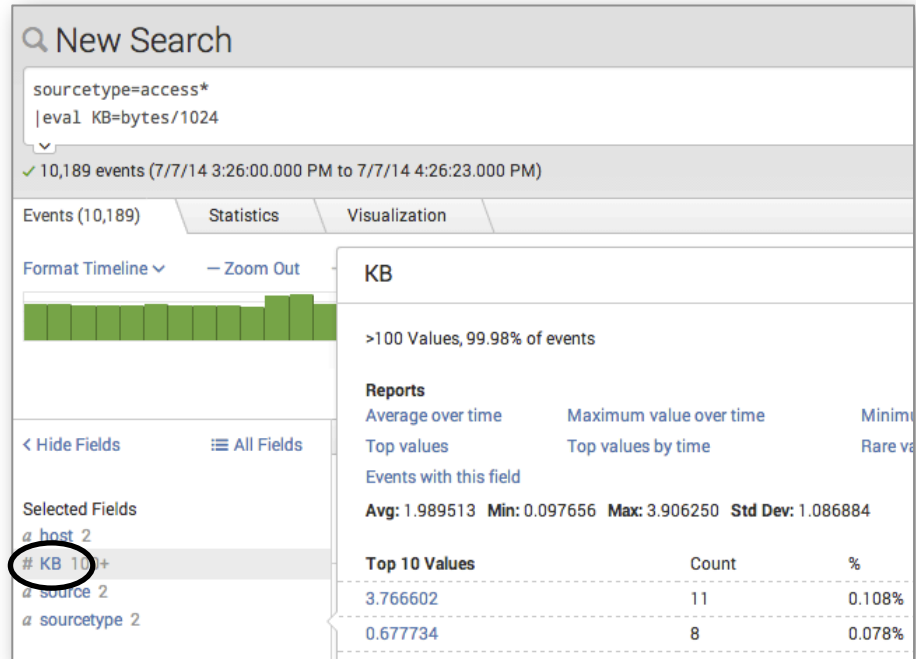 New Search
sourcetype=access*
|eval KB=bytes/1024
10,189 events (7/7/14 3:26:00.000 PM to 7/7/14 4:26:23.000 PM)
Events (10,189) Statistics Visualization
Format Timeline — Zoom Out
KB
>100 Values, 99.98% of events
Reports
Average over time Maximum value over time
Top values Top values by time Rare
Events with this field
Avg: 1.989513 Min: 0.097656 Max: 3.906250 Std Dev: 1.086884
Top 10 Values Count %
3.766602 11 0.108%
0.677734 8 0.078%
< Hide Fields All Fields
Selected Fields
a host 2
# KB 100+
a source 2
a sourcetype 2